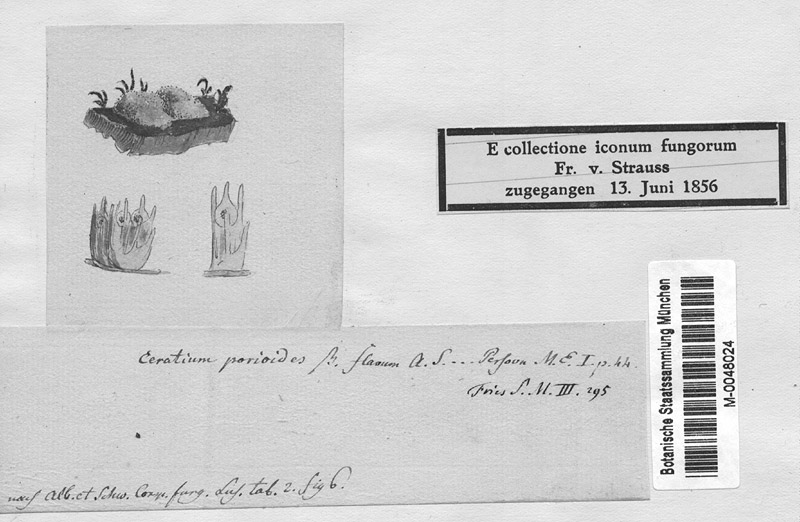 E collectione iconum fungorum
Fr. v. Strauss
zugegangen 13. Juni 1856
Ceratium porioides β. flavum A. S. -- Persoon M. E. I. p. 44.
Fries S. M. III. 295
nach Alb. et Schw. Consp. fung. Lus. tab. 2. fig 6.
Botanische Staatssammlung München
M-0048024